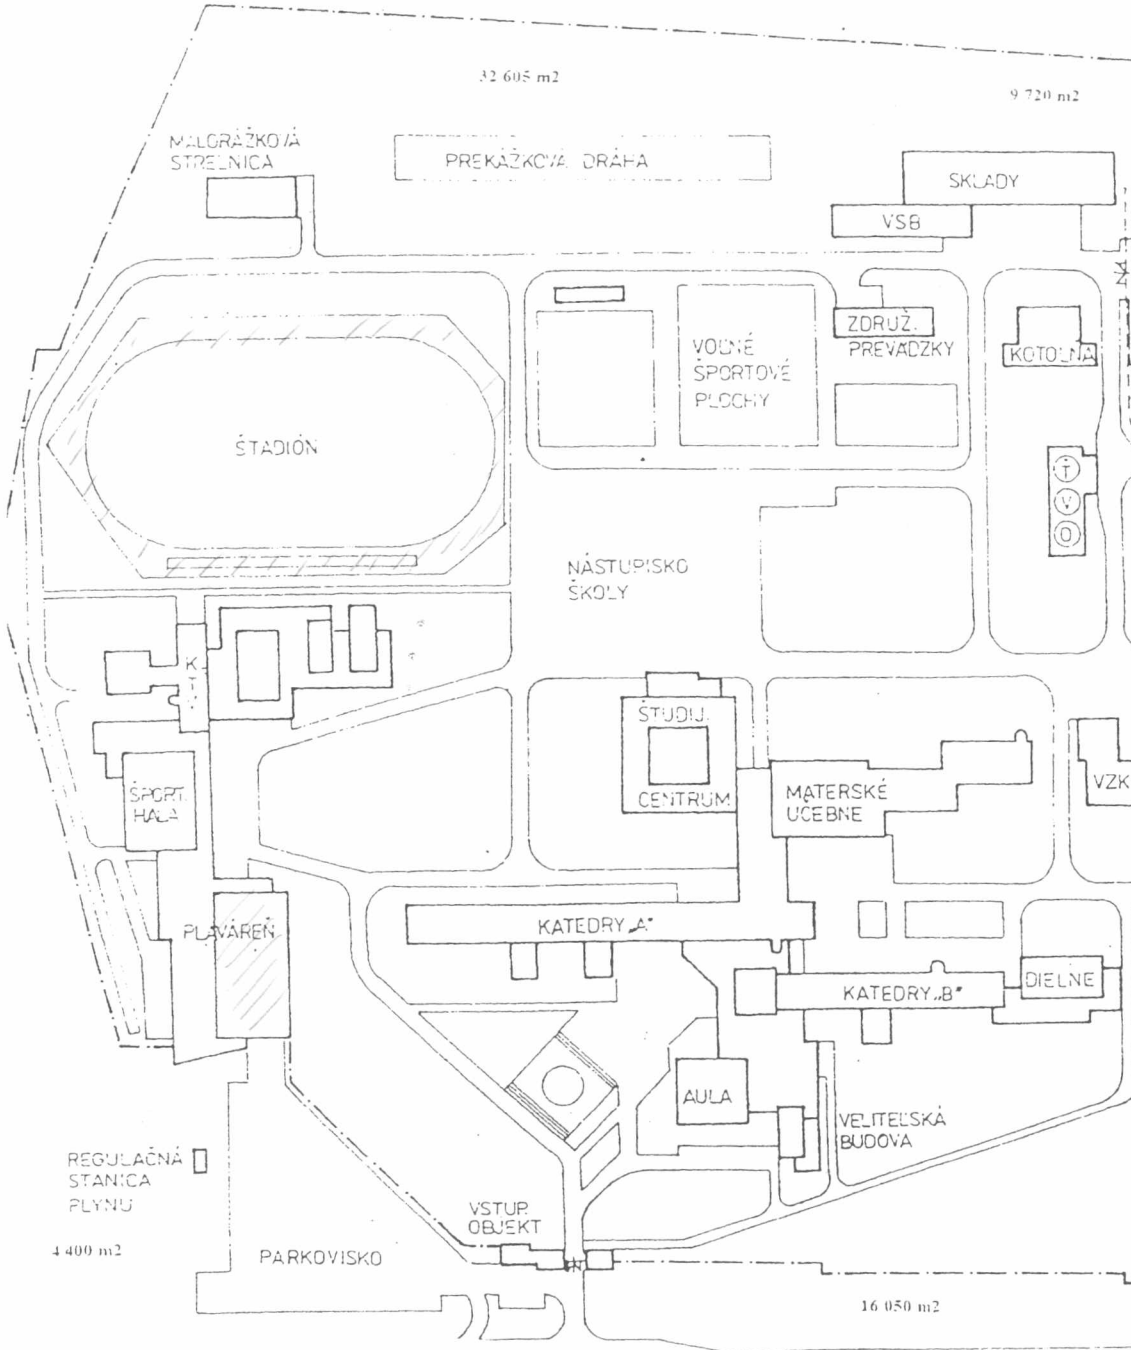 32 605 m2
9 720 m2
MALORÁŽKOVÁ
STRELNICA
PREKÁŽKOVÁ DRÁHA
SKLADY
VSB
ZDRUŽ.
PREVÁDZKY
VOĽNÉ
ŠPORTOVÉ
PLOCHY
KOTOLŇA
ŠTADIÓN
T
V
O
NÁSTUPISKO
ŠKOLY
K
T
V
ŠTUDIJ.
CENTRUM
MATERSKÉ
UČEBNE
VZK
ŠPORT.
HALA
PLAVÁREŇ
KATEDRY „A"
KATEDRY „B"
DIELNE
AULA
VELITEĽSKÁ
BUDOVA
REGULAČNÁ
STANICA
PLYNU
VSTUP.
OBJEKT
4 400 m2
PARKOVISKO
16 050 m2